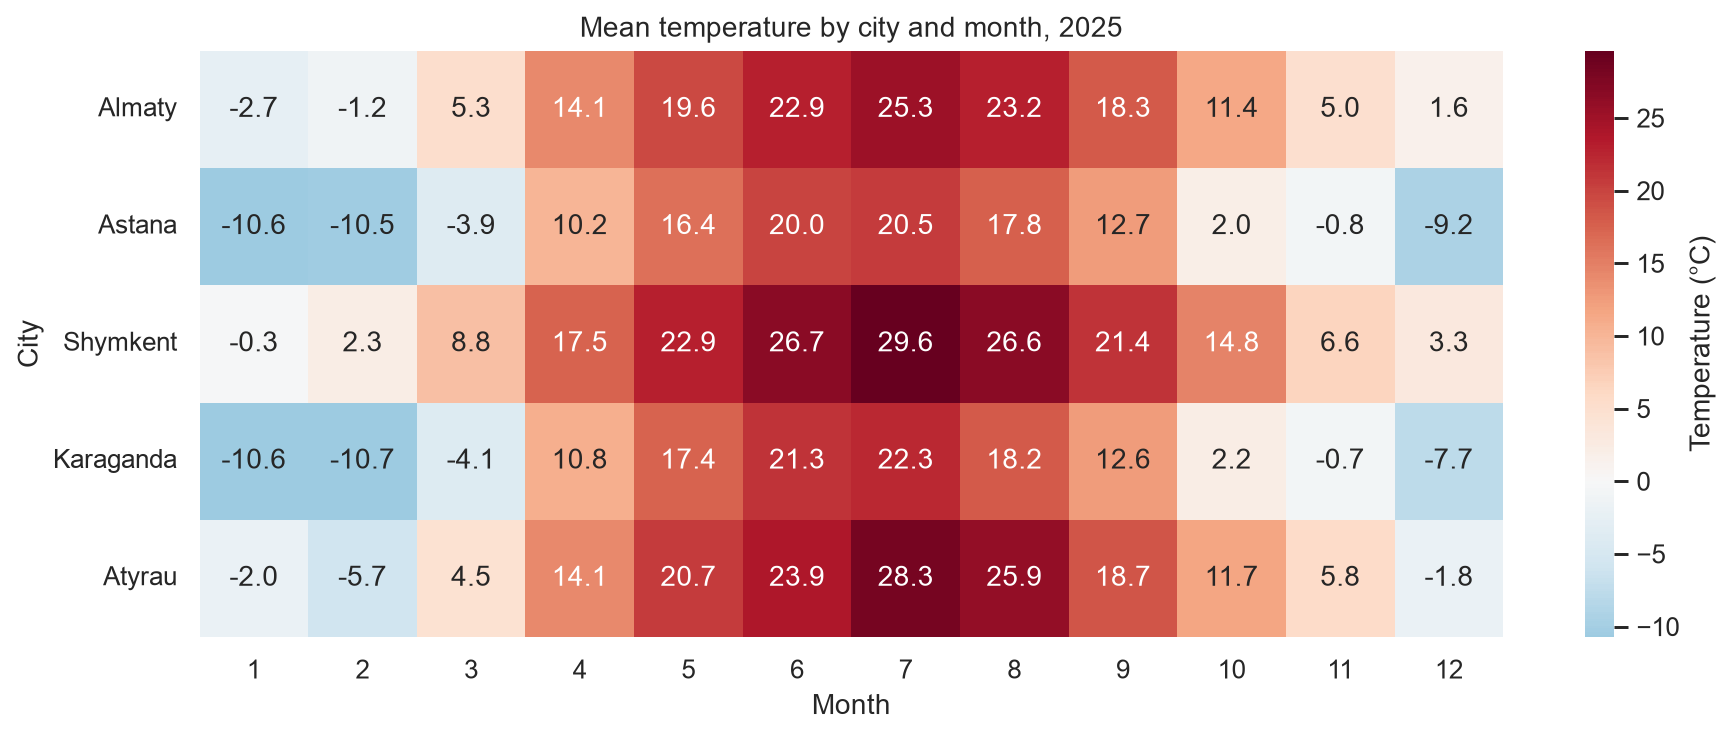 Mean temperature by city and month, 2025
Almaty -2.7 -1.2 5.3 14.1 19.6 22.9 25.3 23.2 18.3 11.4 5.0 1.6
Astana -10.6 -10.5 -3.9 10.2 16.4 20.0 20.5 17.8 12.7 2.0 -0.8 -9.2
Shymkent -0.3 2.3 8.8 17.5 22.9 26.7 29.6 26.6 21.4 14.8 6.6 3.3
Karaganda -10.6 -10.7 -4.1 10.8 17.4 21.3 22.3 18.2 12.6 2.2 -0.7 -7.7
Atyrau -2.0 -5.7 4.5 14.1 20.7 23.9 28.3 25.9 18.7 11.7 5.8 -1.8
1 2 3 4 5 6 7 8 9 10 11 12
Month
City
25
20
15
10
5
0
−5
−10
Temperature (°C)